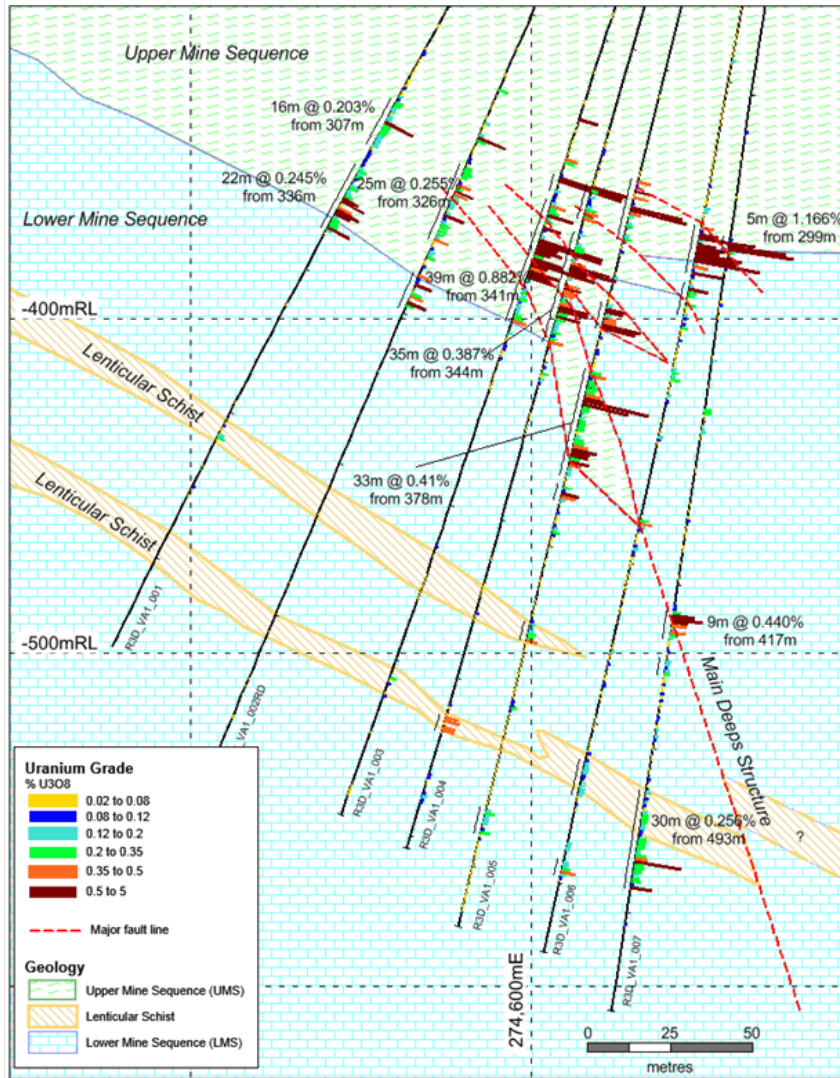 Upper Mine Sequence
16m @ 0.203%
from 307m
22m @ 0.245%
from 336m
25m @ 0.255%
from 326m
5m @ 1.166%
from 299m
Lower Mine Sequence
39m @ 0.882%
from 341m
-400mRL
35m @ 0.387%
from 344m
Lenticular Schist
33m @ 0.41%
from 378m
Lenticular Schist
9m @ 0.440%
from 417m
-500mRL
Main Deeps Structure
30m @ 0.256%
from 493m
?
R3D_VA1_001
_VA1_002RD
R3D_VA1_003
R3D_VA1_004
R3D_VA1_005
R3D_VA1_006
R3D_VA1_007
274,600mE
Uranium Grade
% U3O8
0.02 to 0.08
0.08 to 0.12
0.12 to 0.2
0.2 to 0.35
0.35 to 0.5
0.5 to 5
Major fault line
Geology
Upper Mine Sequence (UMS)
Lenticular Schist
Lower Mine Sequence (LMS)
0 25 50
metres